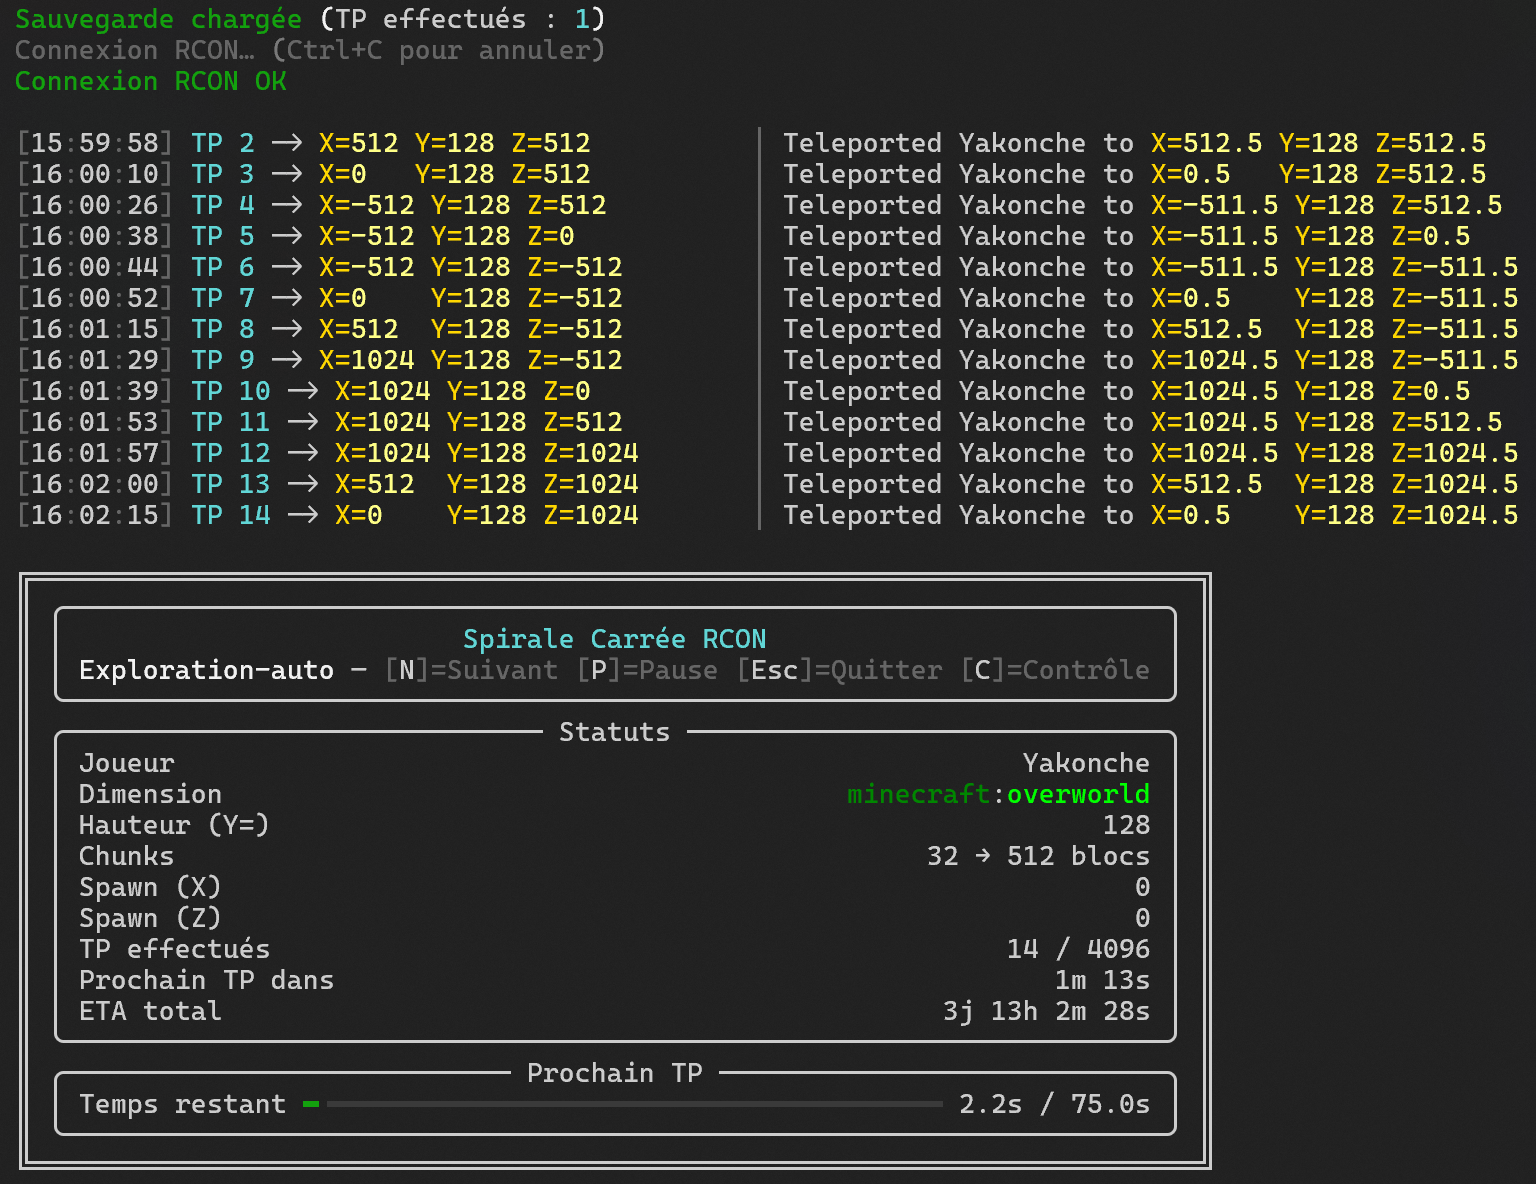 Sauvegarde chargée (TP effectués : 1)
Connexion RCON… (Ctrl+C pour annuler)
Connexion RCON OK
[15:59:58] TP 2 —> X=512 Y=128 Z=512 | Teleported Yakonche to X=512.5 Y=128 Z=512.5
[16:00:10] TP 3 —> X=0 Y=128 Z=512 | Teleported Yakonche to X=0.5 Y=128 Z=512.5
[16:00:26] TP 4 —> X=-512 Y=128 Z=512 | Teleported Yakonche to X=-511.5 Y=128 Z=512.5
[16:00:38] TP 5 —> X=-512 Y=128 Z=0 | Teleported Yakonche to X=-511.5 Y=128 Z=0.5
[16:00:44] TP 6 —> X=-512 Y=128 Z=-512 | Teleported Yakonche to X=-511.5 Y=128 Z=-511.5
[16:00:52] TP 7 —> X=0 Y=128 Z=-512 | Teleported Yakonche to X=0.5 Y=128 Z=-511.5
[16:01:15] TP 8 —> X=512 Y=128 Z=-512 | Teleported Yakonche to X=512.5 Y=128 Z=-511.5
[16:01:29] TP 9 —> X=1024 Y=128 Z=-512 | Teleported Yakonche to X=1024.5 Y=128 Z=-511.5
[16:01:39] TP 10 —> X=1024 Y=128 Z=0 | Teleported Yakonche to X=1024.5 Y=128 Z=0.5
[16:01:53] TP 11 —> X=1024 Y=128 Z=512 | Teleported Yakonche to X=1024.5 Y=128 Z=512.5
[16:01:57] TP 12 —> X=1024 Y=128 Z=1024 | Teleported Yakonche to X=1024.5 Y=128 Z=1024.5
[16:02:00] TP 13 —> X=512 Y=128 Z=1024 | Teleported Yakonche to X=512.5 Y=128 Z=1024.5
[16:02:15] TP 14 —> X=0 Y=128 Z=1024 | Teleported Yakonche to X=0.5 Y=128 Z=1024.5
Spirale Carrée RCON
Exploration-auto – [N]=Suivant [P]=Pause [Esc]=Quitter [C]=Contrôle
Statuts
Joueur Yakonche
Dimension minecraft:overworld
Hauteur (Y=) 128
Chunks 32 → 512 blocs
Spawn (X) 0
Spawn (Z) 0
TP effectués 14 / 4096
Prochain TP dans 1m 13s
ETA total 3j 13h 2m 28s
Prochain TP
Temps restant 2.2s / 75.0s